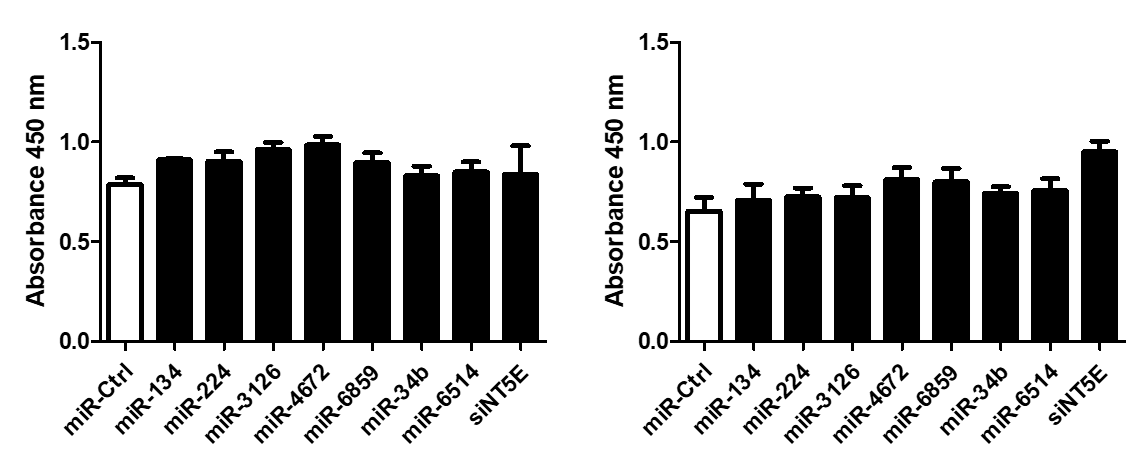 Absorbance 450 nm
1.5
1.0
0.5
0.0
miR-Ctrl
miR-134
miR-224
miR-3126
miR-4672
miR-6859
miR-34b
miR-6514
siNT5E
Absorbance 450 nm
1.5
1.0
0.5
0.0
miR-Ctrl
miR-134
miR-224
miR-3126
miR-4672
miR-6859
miR-34b
miR-6514
siNT5E